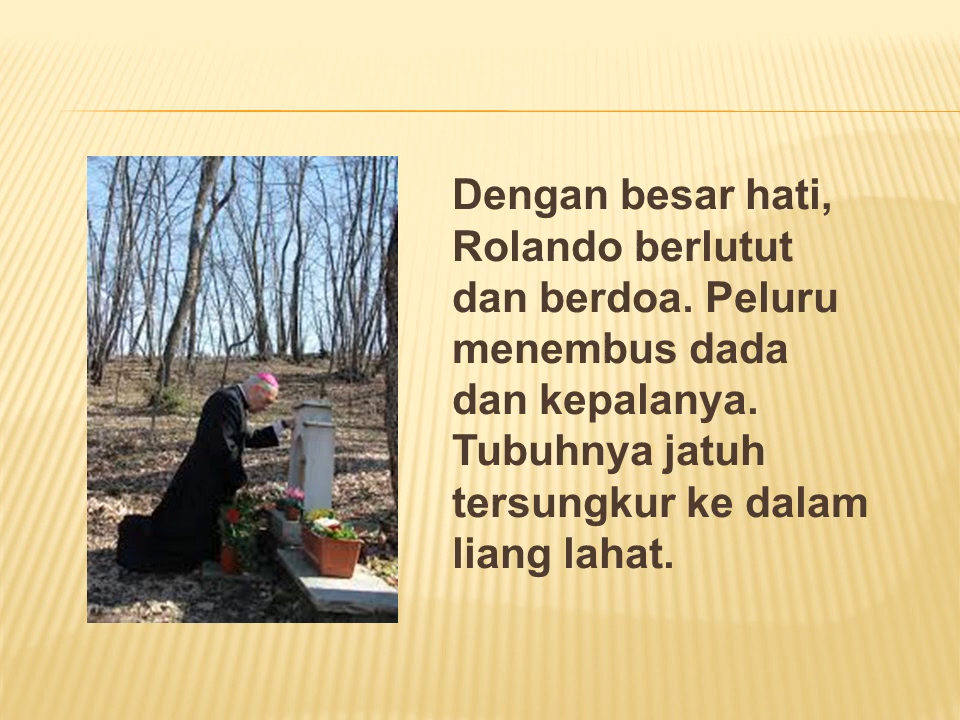 Dengan besar hati,
Rolando berlutut
dan berdoa. Peluru
menembus dada
dan kepalanya.
Tubuhnya jatuh
tersungkur ke dalam
liang lahat.